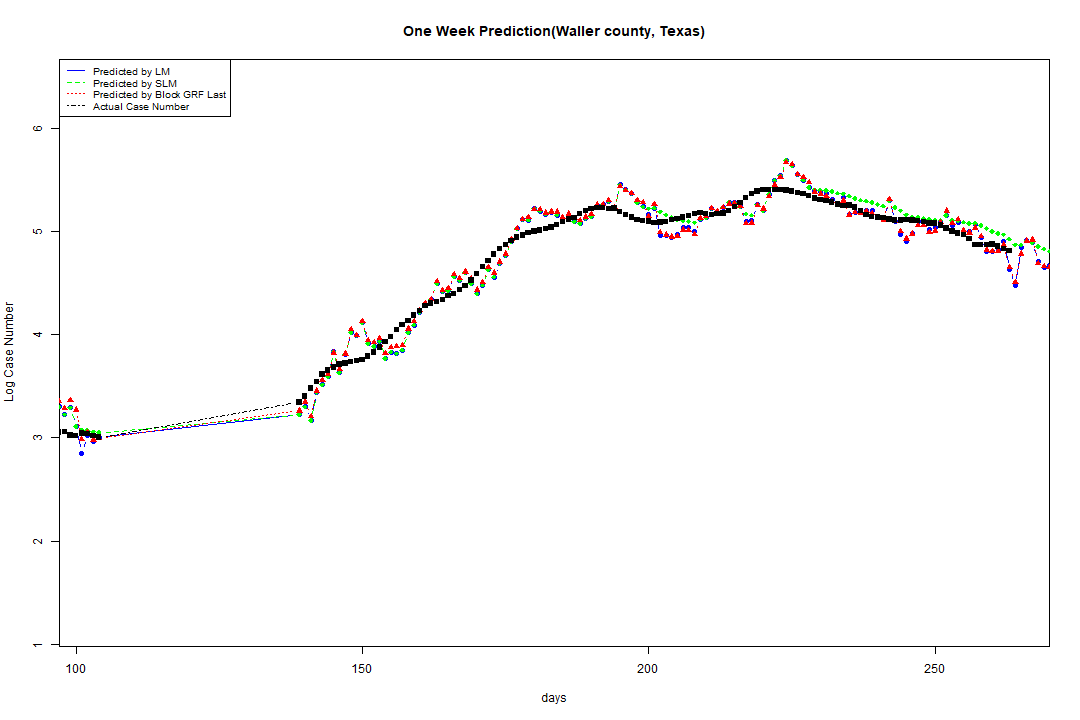 One Week Prediction(Waller county, Texas)
Predicted by LM
Predicted by SLM
Predicted by Block GRF Last
Actual Case Number
6
5
4
3
2
1
Log Case Number
100 150 200 250
days